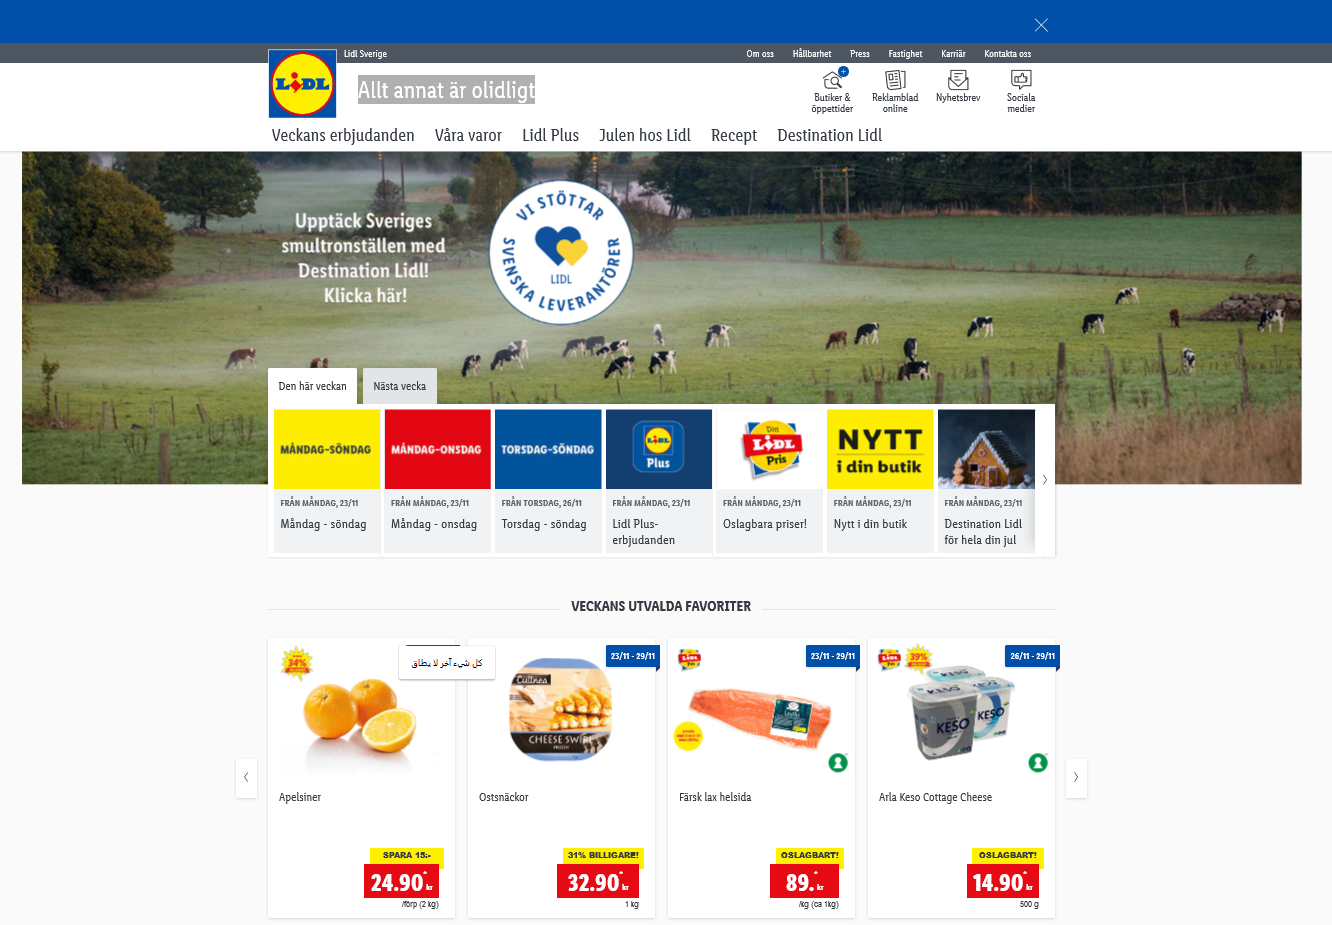 Lidl Sverige
Om oss Hållbarhet Press Fastighet Karriär Kontakta oss
LIDL
Allt annat är olidligt
Butiker &
öppettider
Reklamblad
online
Nyhetsbrev
Sociala
medier
Veckans erbjudanden Våra varor Lidl Plus Julen hos Lidl Recept Destination Lidl
Upptäck Sveriges
smultronställen med
Destination Lidl!
Klicka här!
VI STÖTTAR
SVENSKA LEVERANTÖRER
LIDL
Den här veckan Nästa vecka
MÅNDAG-SÖNDAG
FRÅN MÅNDAG, 23/11
Måndag - söndag
MÅNDAG-ONSDAG
FRÅN MÅNDAG, 23/11
Måndag - onsdag
TORSDAG-SÖNDAG
FRÅN TORSDAG, 26/11
Torsdag - söndag
LIDL
Plus
FRÅN MÅNDAG, 23/11
Lidl Plus-
erbjudanden
Ditt
LIDL
Pris
FRÅN MÅNDAG, 23/11
Oslagbara priser!
NYTT
i din butik
FRÅN MÅNDAG, 23/11
Nytt i din butik
FRÅN MÅNDAG, 23/11
Destination Lidl
för hela din jul
VECKANS UTVALDA FAVORITER
34%
كل شيء آخر لا يطاق
Apelsiner
SPARA 15:-
24.90* kr
/förp (2 kg)
23/11 - 29/11
Culinea
CHEESE SWIRL
FROZEN
Ostsnäckor
31% BILLIGARE!
32.90* kr
1 kg
LIDL
23/11 - 29/11
Färsk lax helsida
OSLAGBART!
89.* kr
/kg (ca 1kg)
LIDL
39%
26/11 - 29/11
KESO
KESO
KESO
Arla Keso Cottage Cheese
OSLAGBART!
14.90* kr
500 g